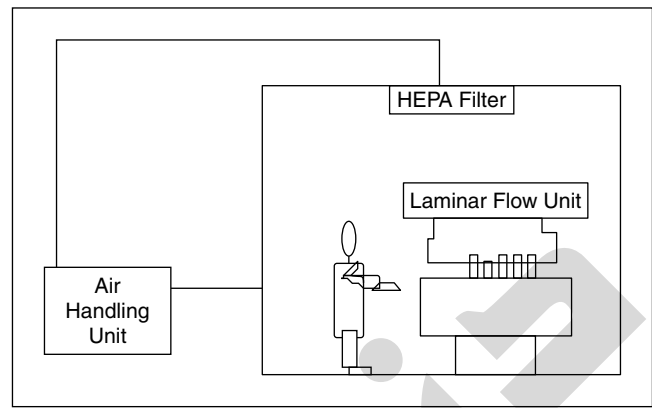 HEPA Filter
Laminar Flow Unit
Air
Handling
Unit